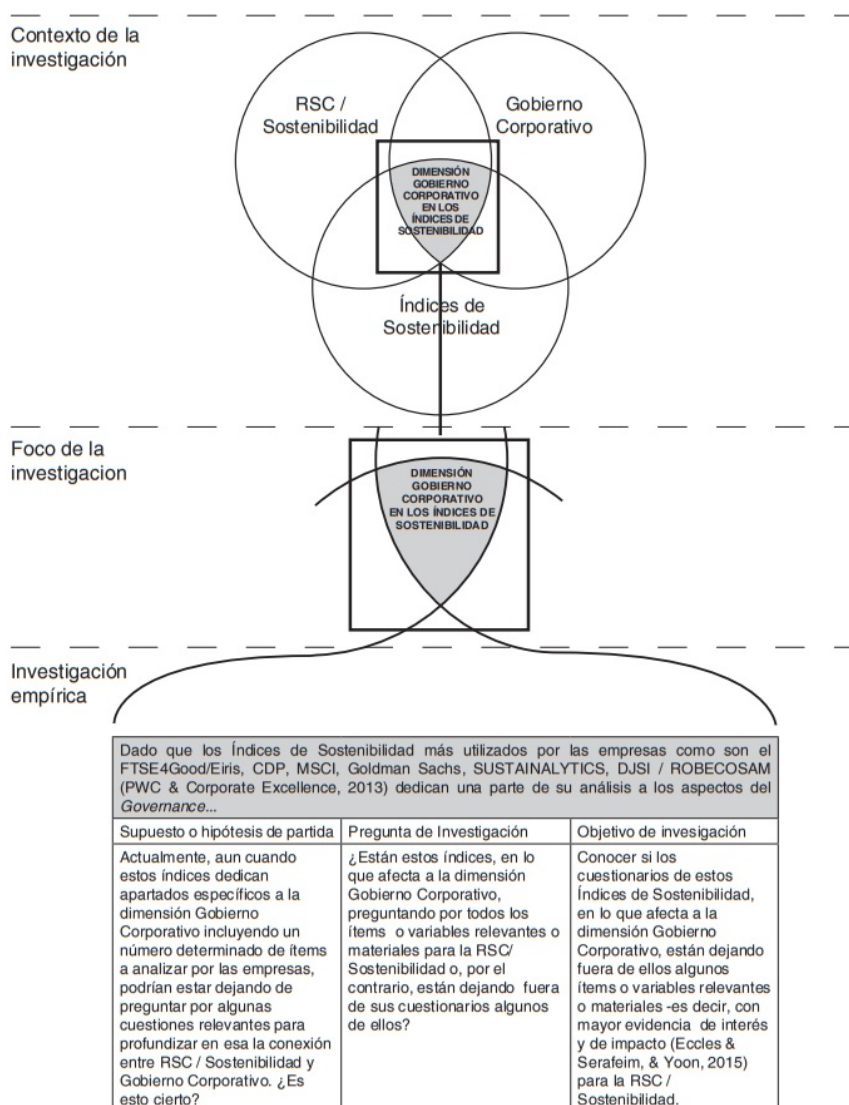 Contexto de la
investigación
RSC /
Sostenibilidad
Gobierno
Corporativo
DIMENSIÓN
GOBIERNO
CORPORATIVO
EN LOS
ÍNDICES DE
SOSTENIBILIDAD
Índices de
Sostenibilidad
Foco de la
investigacion
DIMENSIÓN
GOBIERNO
CORPORATIVO
EN LOS ÍNDICES DE
SOSTENIBILIDAD
Investigación
empírica
Dado que los Índices de Sostenibilidad más utilizados por las empresas como son el
FTSE4Good/Eiris, CDP, MSCI, Goldman Sachs, SUSTAINALYTICS, DJSI / ROBECOSAM
(PWC & Corporate Excellence, 2013) dedican una parte de su análisis a los aspectos del
Governance...
Supuesto o hipótesis de partida
Actualmente, aun cuando
estos índices dedican
apartados específicos a la
dimensión Gobierno
Corporativo incluyendo un
número determinado de ítems
a analizar por las empresas,
podrían estar dejando de
preguntar por algunas
cuestiones relevantes para
profundizar en esa la conexión
entre RSC / Sostenibilidad y
Gobierno Corporativo. ¿Es
esto cierto?
Pregunta de Investigación
¿Están estos índices, en lo
que afecta a la dimensión
Gobierno Corporativo,
preguntando por todos los
ítems o variables relevantes o
materiales para la RSC/
Sostenibilidad o, por el
contrario, están dejando fuera
de sus cuestionarios algunos
de ellos?
Objetivo de invesigación
Conocer si los
cuestionarios de estos
Índices de Sostenibilidad,
en lo que afecta a la
dimensión Gobierno
Corporativo, están dejando
fuera de ellos algunos
ítems o variables relevantes
o materiales -es decir, con
mayor evidencia de interés
y de impacto (Eccles &
Serafeim, & Yoon, 2015)
para la RSC /
Sostenibilidad.